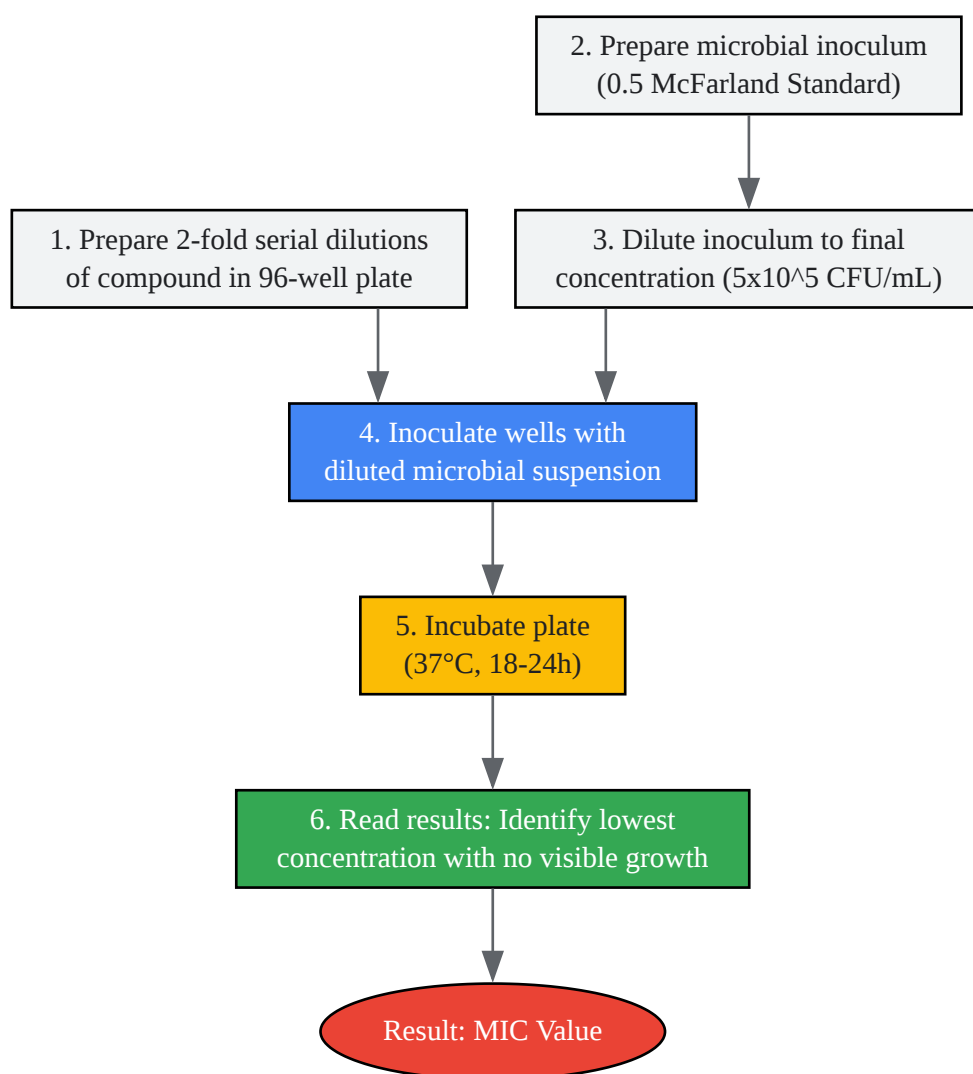 2. Prepare microbial inoculum
(0.5 McFarland Standard)
1. Prepare 2-fold serial dilutions
of compound in 96-well plate
3. Dilute inoculum to final
concentration (5x10^5 CFU/mL)
4. Inoculate wells with
diluted microbial suspension
5. Incubate plate
(37°C, 18-24h)
6. Read results: Identify lowest
concentration with no visible growth
Result: MIC Value